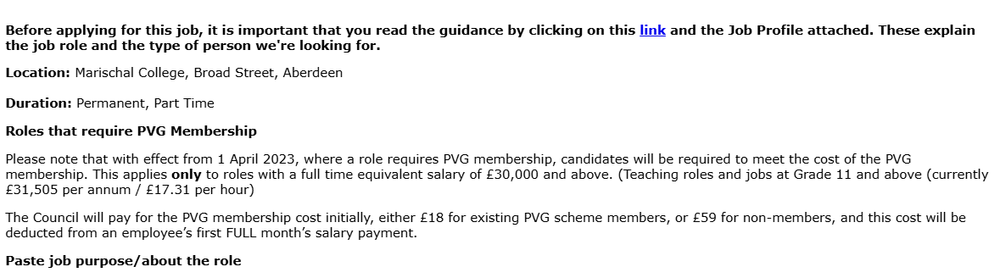 Before applying for this job, it is important that you read the guidance by clicking on this link and the Job Profile attached. These explain
the job role and the type of person we're looking for.
Location: Marischal College, Broad Street, Aberdeen
Duration: Permanent, Part Time
Roles that require PVG Membership
Please note that with effect from 1 April 2023, where a role requires PVG membership, candidates will be required to meet the cost of the PVG
membership. This applies only to roles with a full time equivalent salary of £30,000 and above. (Teaching roles and jobs at Grade 11 and above (currently
£31,505 per annum / £17.31 per hour)
The Council will pay for the PVG membership cost initially, either £18 for existing PVG scheme members, or £59 for non-members, and this cost will be
deducted from an employee’s first FULL month’s salary payment.
Paste job purpose/about the role